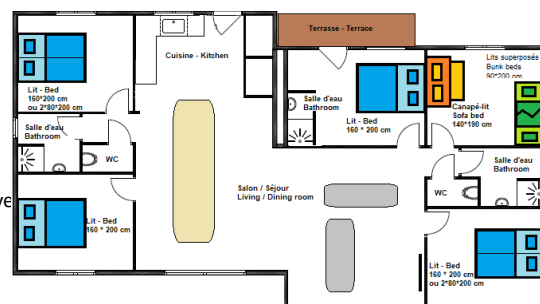 Terrasse - Terrace
Cuisine - Kitchen
Lits superposés
Bunk beds
90*200 cm
Lit - Bed
160*200 cm
ou 2*80*200 cm
Salle d'eau
Bathroom
Lit - Bed
160 * 200 cm
Canapé-lit
Sofa bed
140*190 cm
Salle d'eau
Bathroom
WC
Salle d'eau
Bathroom
Salon / Séjour
Living / Dining room
WC
ve
Lit - Bed
160 * 200 cm
Lit - Bed
160 * 200 cm
ou 2*80*200 cm